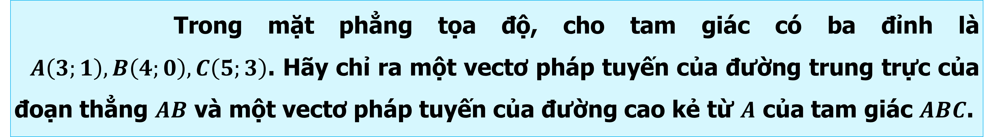 Trong mặt phẳng tọa độ, cho tam giác có ba đỉnh là
A(3; 1), B(4; 0), C(5; 3). Hãy chỉ ra một vectơ pháp tuyến của đường trung trực của
đoạn thẳng AB và một vectơ pháp tuyến của đường cao kẻ từ A của tam giác ABC.